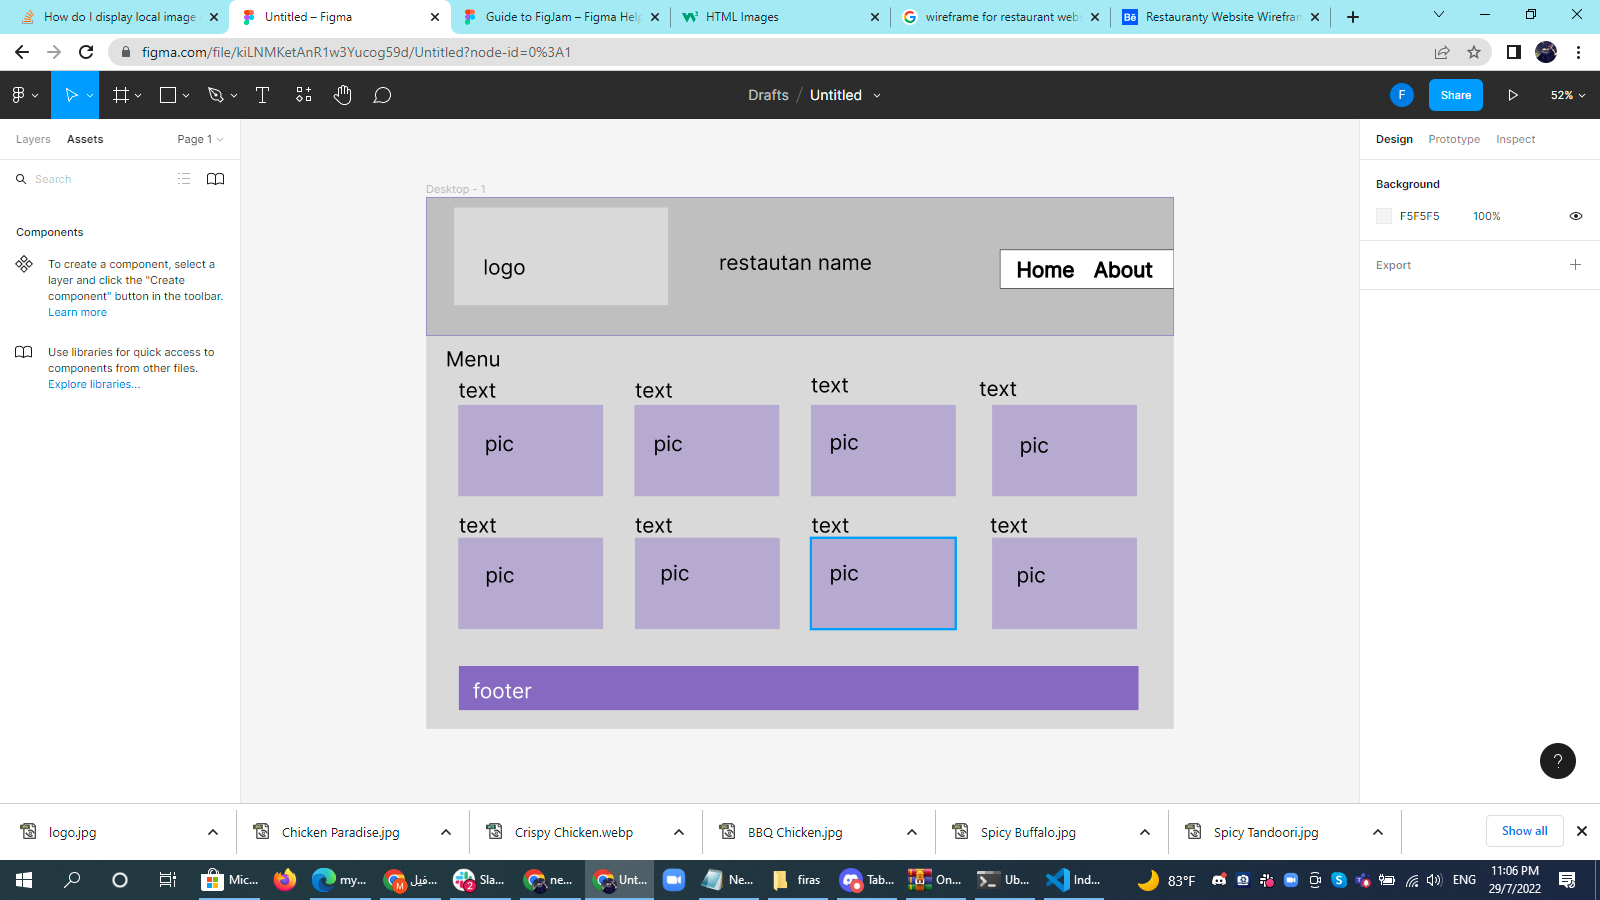 How do I display local image
Untitled – Figma
Guide to FigJam – Figma Help
HTML Images
wireframe for restaurant web
Restauranty Website Wirefran
figma.com/file/kiLNMKetAnR1w3Yucog59d/Untitled?node-id=0%3A1
Drafts / Untitled
F
Share
52%
Layers
Assets
Page 1
Design
Prototype
Inspect
Search
Background
F5F5F5
100%
Export
Components
To create a component, select a
layer and click the "Create
component" button in the toolbar.
Learn more
Use libraries for quick access to
components from other files.
Explore libraries...
Desktop - 1
logo
restautan name
Home About
Menu
text
text
text
text
pic
pic
pic
pic
text
text
text
text
pic
pic
pic
pic
footer
?
logo.jpg
Chicken Paradise.jpg
Crispy Chicken.webp
BBQ Chicken.jpg
Spicy Buffalo.jpg
Spicy Tandoori.jpg
Show all
Mic...
my...
فيل...
Sla...
ne...
Unt...
Ne...
firas
Tab...
On...
Ub...
Ind...
83°F
ENG
11:06 PM
29/7/2022